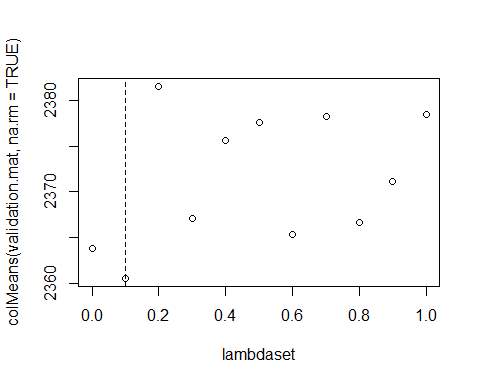 colMeans(validation.mat, na.rm = TRUE)
2380
2370
2360
0.0 0.2 0.4 0.6 0.8 1.0
lambdaset